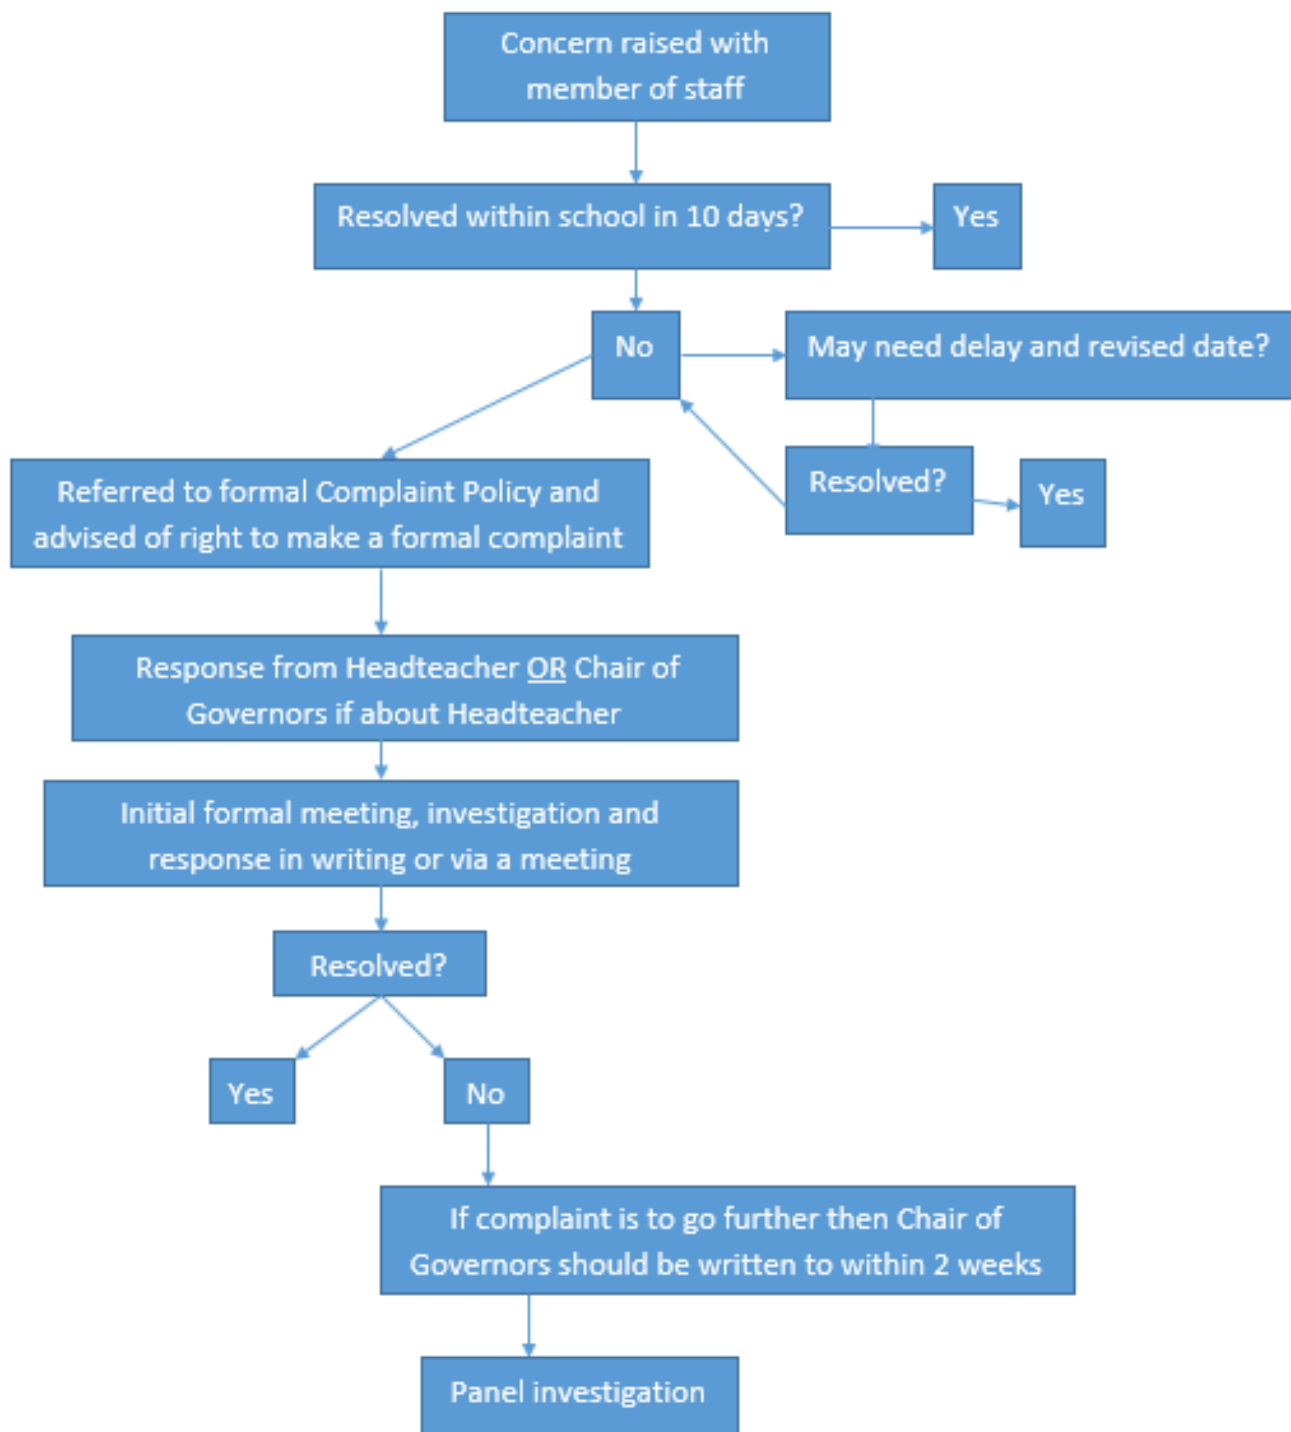 Concern raised with
member of staff
Resolved within school in 10 days?
Yes
No
May need delay and revised date?
Resolved?
Yes
Referred to formal Complaint Policy and
advised of right to make a formal complaint
Response from Headteacher OR Chair of
Governors if about Headteacher
Initial formal meeting, investigation and
response in writing or via a meeting
Resolved?
Yes
No
If complaint is to go further then Chair of
Governors should be written to within 2 weeks
Panel investigation